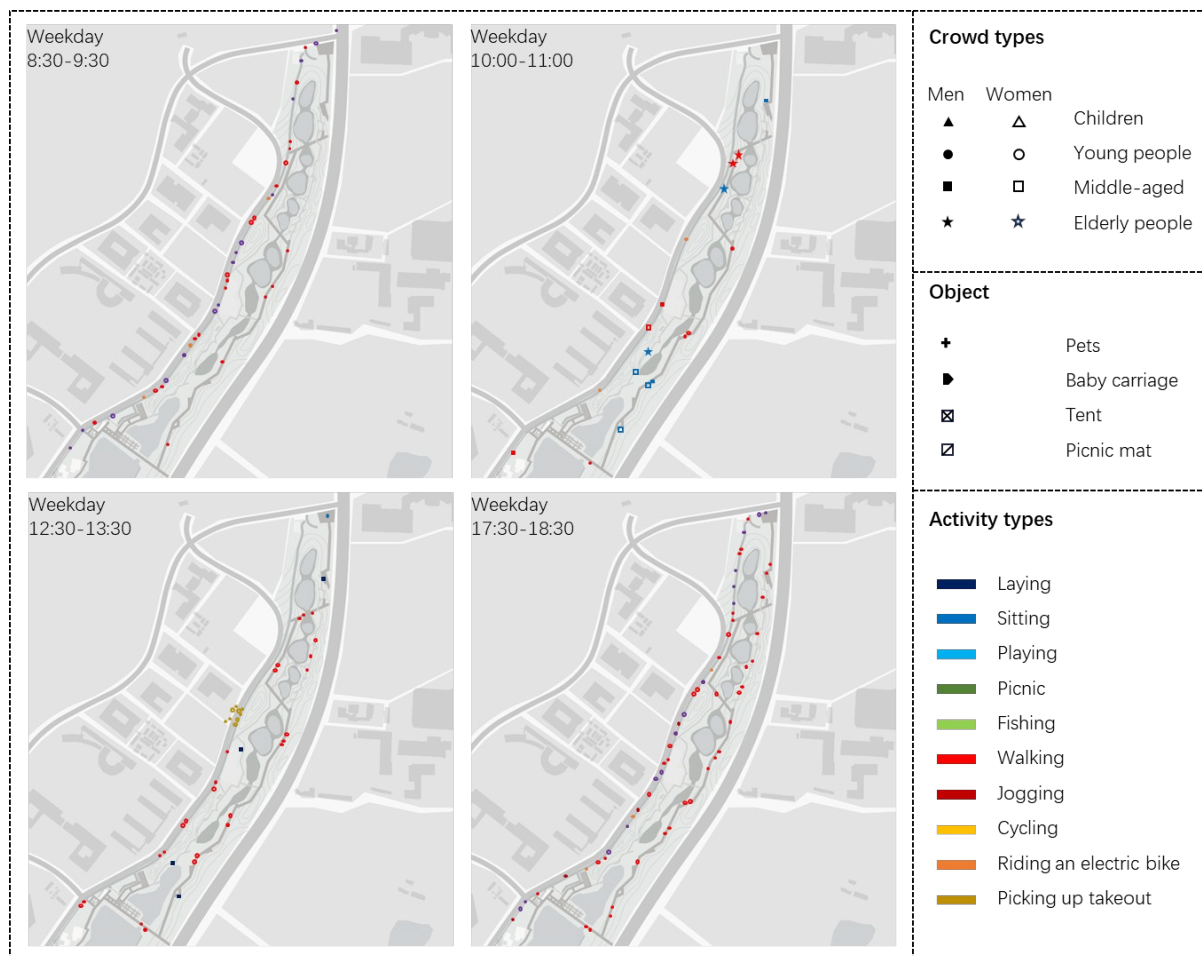 Weekday
8:30-9:30
Weekday
10:00-11:00
Weekday
12:30-13:30
Weekday
17:30-18:30
Crowd types
Men Women
Children
Young people
Middle-aged
Elderly people
Object
Pets
Baby carriage
Tent
Picnic mat
Activity types
Laying
Sitting
Playing
Picnic
Fishing
Walking
Jogging
Cycling
Riding an electric bike
Picking up takeout